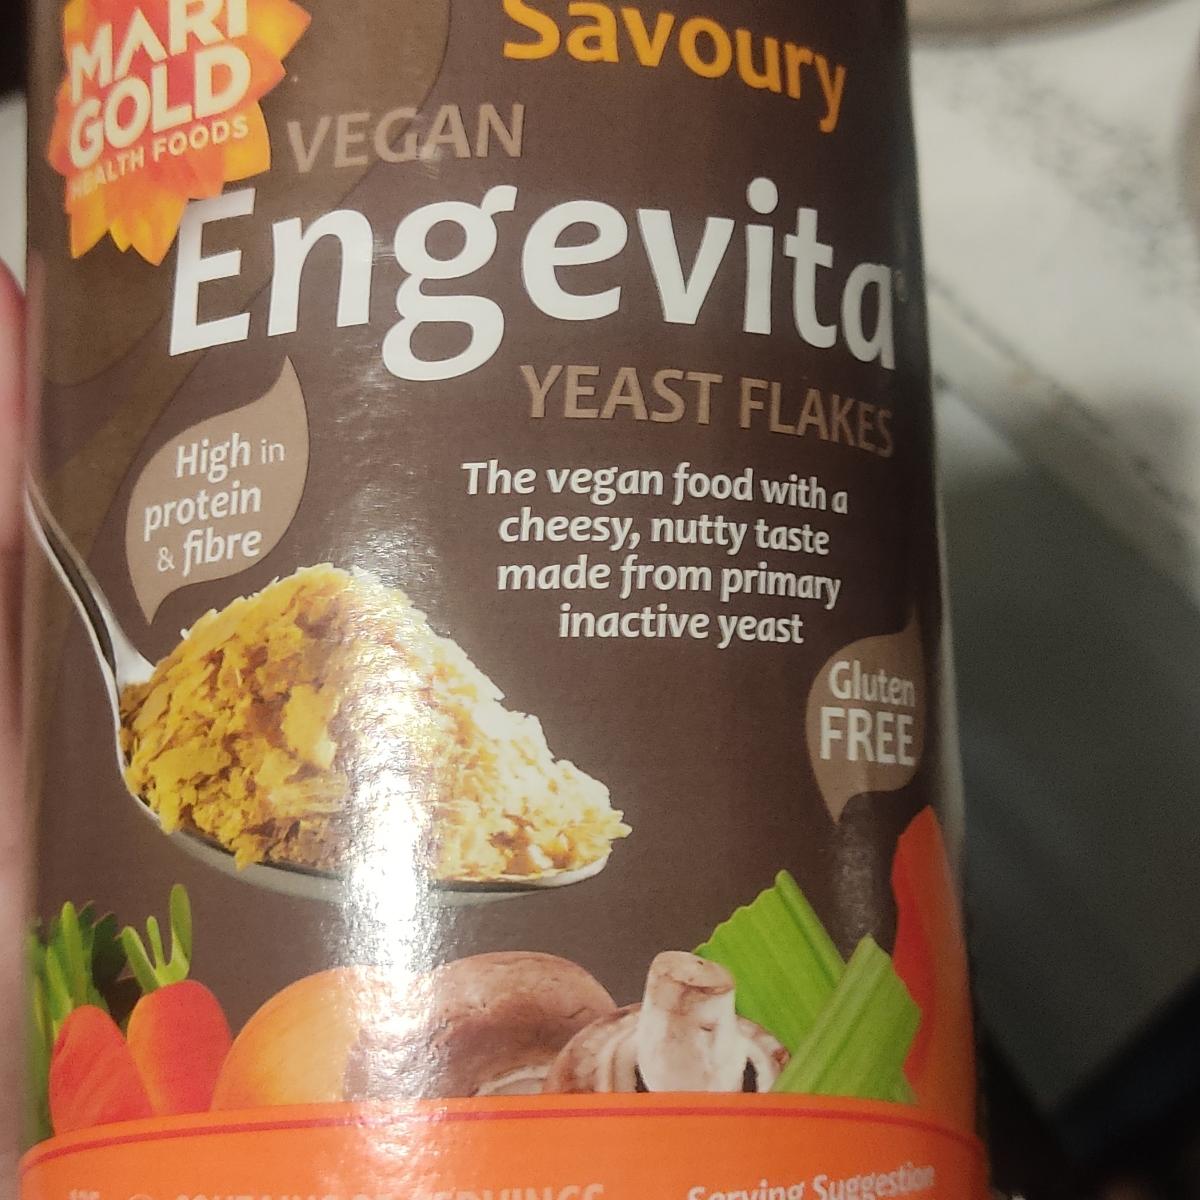 MARI
GOLD
HEALTH FOODS
Savoury
VEGAN
Engevita®
YEAST FLAKES
High in
protein
& fibre
The vegan food with a
cheesy, nutty taste
made from primary
inactive yeast
Gluten
FREE
Serving Suggestion